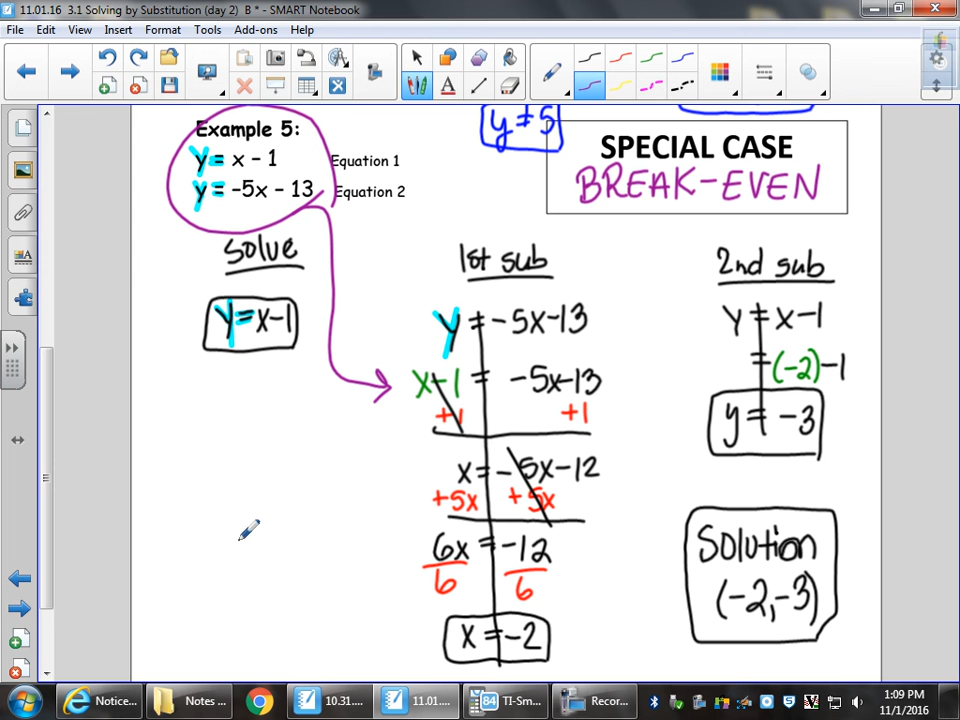 11.01.16 3.1 Solving by Substitution (day 2) B * - SMART Notebook
File Edit View Insert Format Tools Add-ons Help
y = 5
Example 5:
y = x – 1 Equation 1
y = –5x – 13 Equation 2
SPECIAL CASE
BREAK-EVEN
Solve
y=x-1
1st sub
y = -5x-13
x-1 = -5x-13
+1 +1
x = -5x-12
+5x +5x
6x = -12
6 6
x = -2
2nd sub
y = x-1
= (-2)-1
y = -3
Solution
(-2,-3)
Notice...
Notes ...
10.31....
11.01....
84 TI-Sm...
Recor...
1:09 PM
11/1/2016